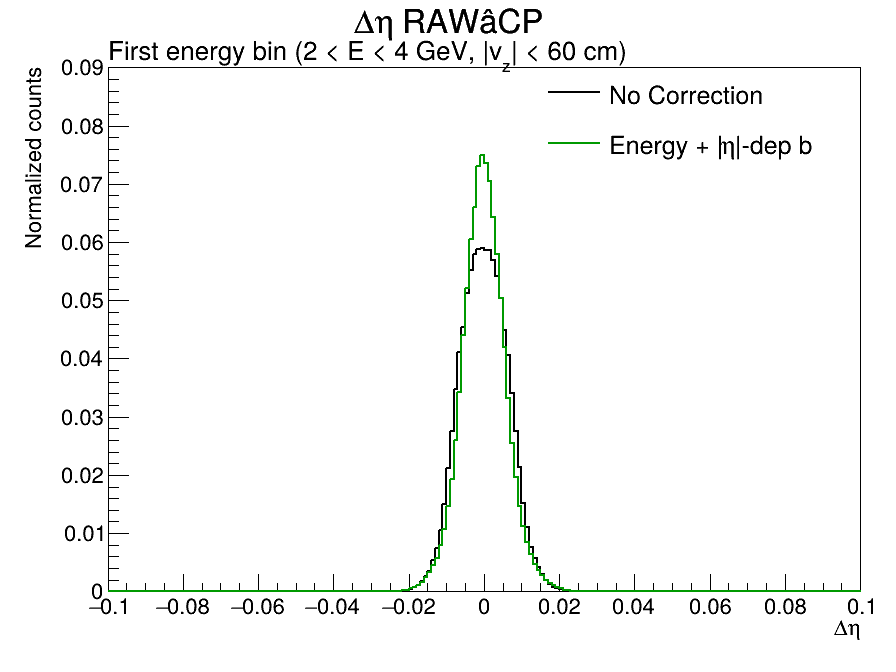 Δη RAWâCP
First energy bin (2 < E < 4 GeV, |v_z| < 60 cm)
Normalized counts
No Correction
Energy + |η|-dep b
0.09
0.08
0.07
0.06
0.05
0.04
0.03
0.02
0.01
0
−0.1 −0.08 −0.06 −0.04 −0.02 0 0.02 0.04 0.06 0.08 0.1
Δη